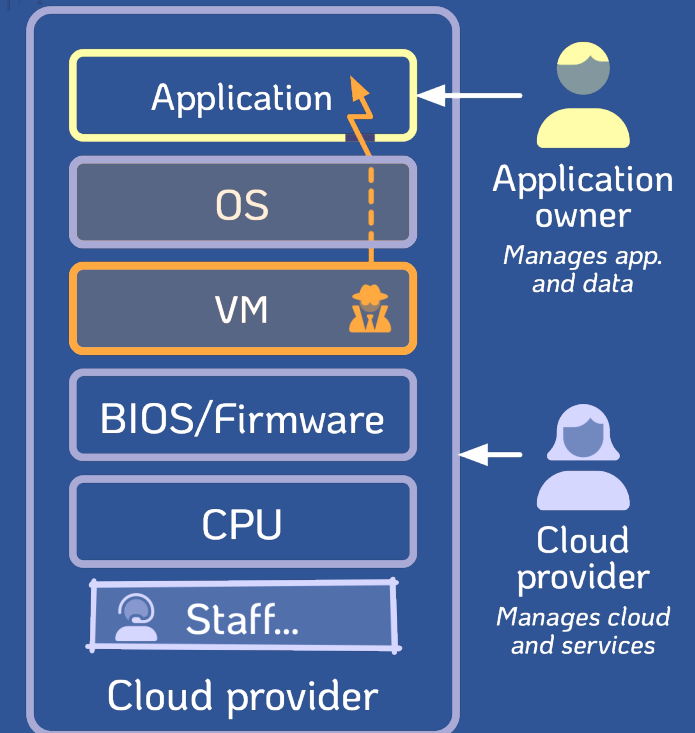 Application
OS
VM
BIOS/Firmware
CPU
Staff...
Cloud provider
Application
owner
Manages app.
and data
Cloud
provider
Manages cloud
and services